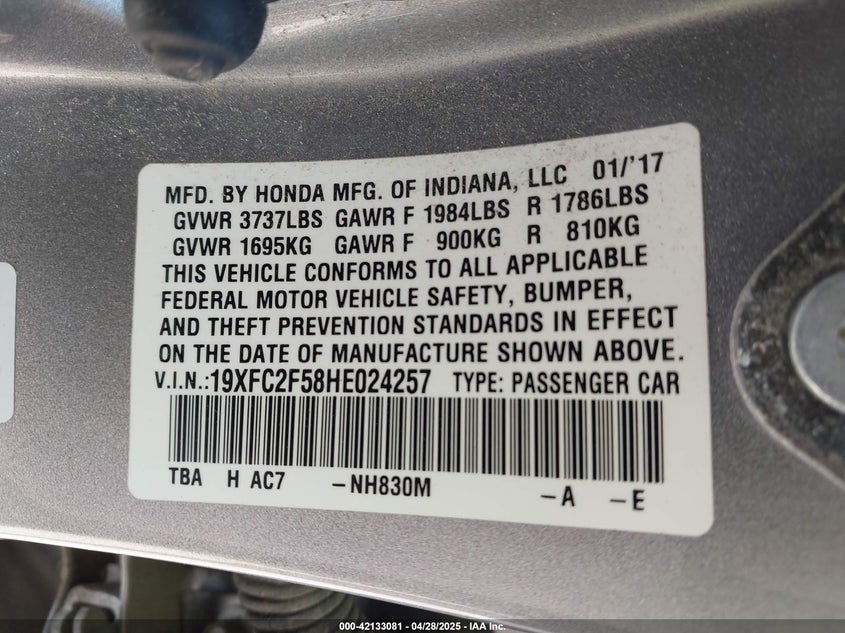 MFD. BY HONDA MFG. OF INDIANA, LLC 01/'17
GVWR 3737LBS GAWR F 1984LBS R 1786LBS
GVWR 1695KG GAWR F 900KG R 810KG
THIS VEHICLE CONFORMS TO ALL APPLICABLE
FEDERAL MOTOR VEHICLE SAFETY, BUMPER,
AND THEFT PREVENTION STANDARDS IN EFFECT
ON THE DATE OF MANUFACTURE SHOWN ABOVE.
V.I.N.:19XFC2F58HE024257 TYPE: PASSENGER CAR
TBA H AC7 -NH830M -A -E
000-42133081 - 04/28/2025 - IAA Inc.